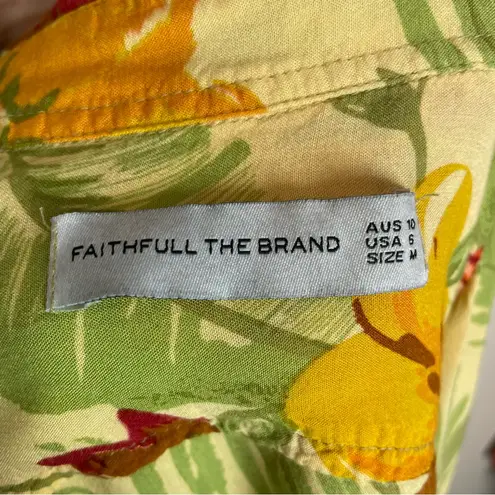 FAITHFULL THE BRAND
AUS 10
USA 6
SIZE M